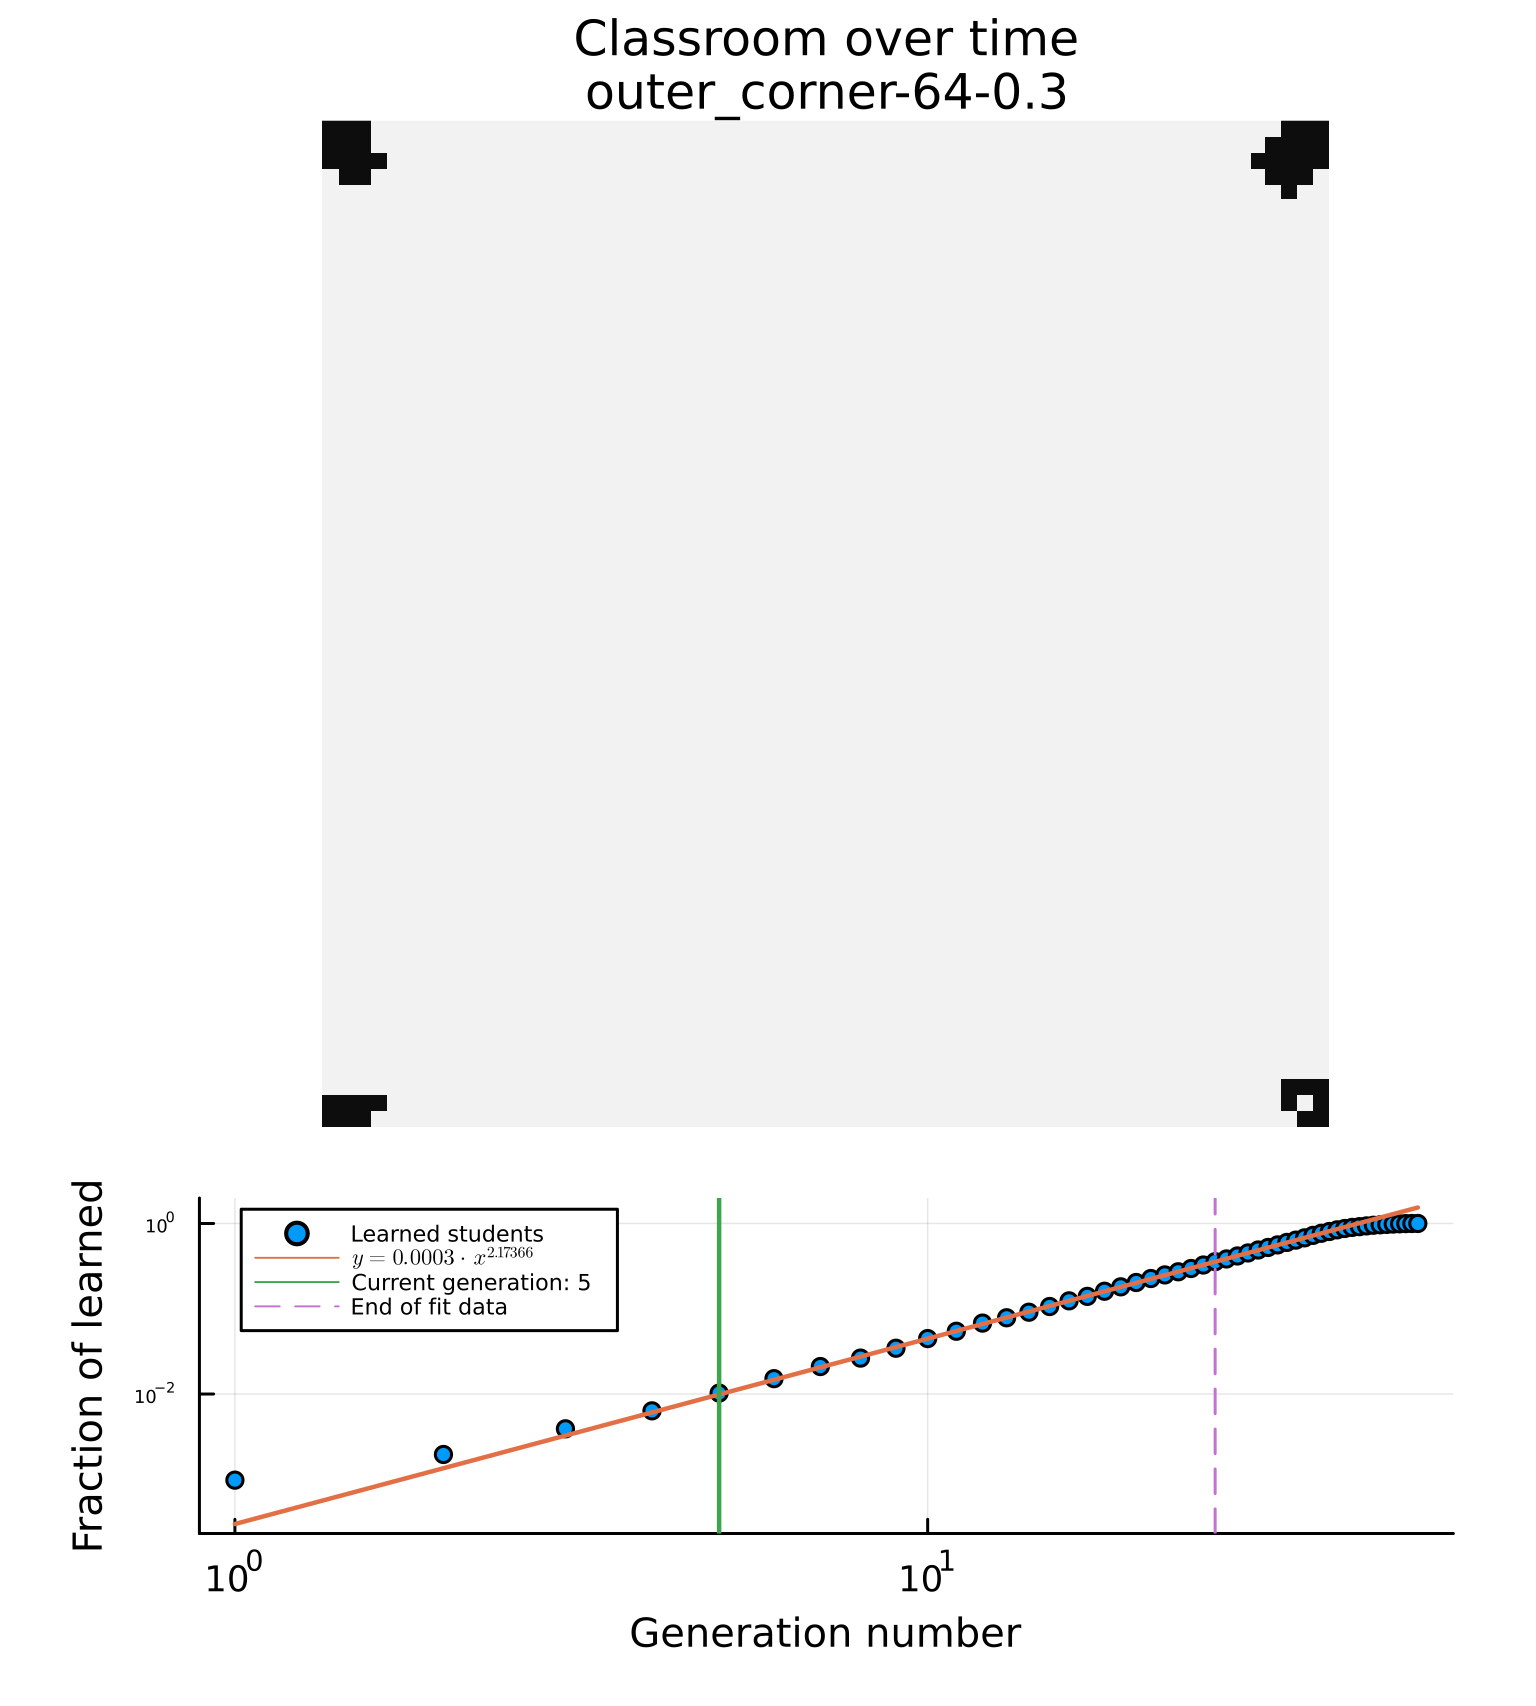 Classroom over time
outer_corner-64-0.3
Fraction of learned
10^0
10^−2
Learned students
y = 0.0003 · x^2.17366
Current generation: 5
End of fit data
10^0
10^1
Generation number